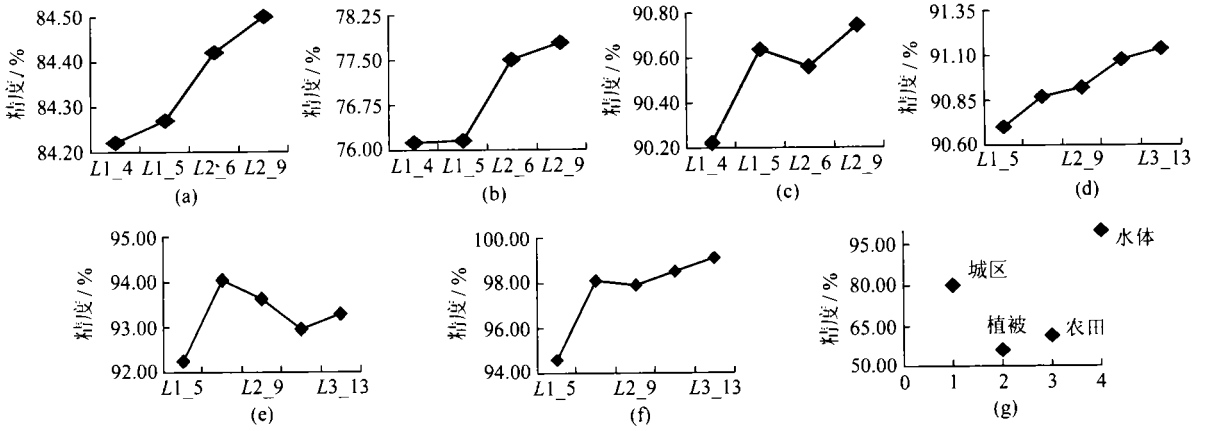 精度/%
84.50
84.40
84.30
84.20
L1_4 L1_5 L2_6 L2_9
(a)
精度/%
78.25
77.50
76.75
76.00
L1_4 L1_5 L2_6 L2_9
(b)
精度/%
90.80
90.60
90.40
90.20
L1_4 L1_5 L2_6 L2_9
(c)
精度/%
91.35
91.10
90.85
90.60
L1_5 L2_9 L3_13
(d)
精度/%
95.00
94.00
93.00
92.00
L1_5 L2_9 L3_13
(e)
精度/%
100.00
98.00
96.00
94.00
L1_5 L2_9 L3_13
(f)
精度/%
95.00
80.00
65.00
50.00
水体
城区
植被
农田
0 1 2 3 4
(g)